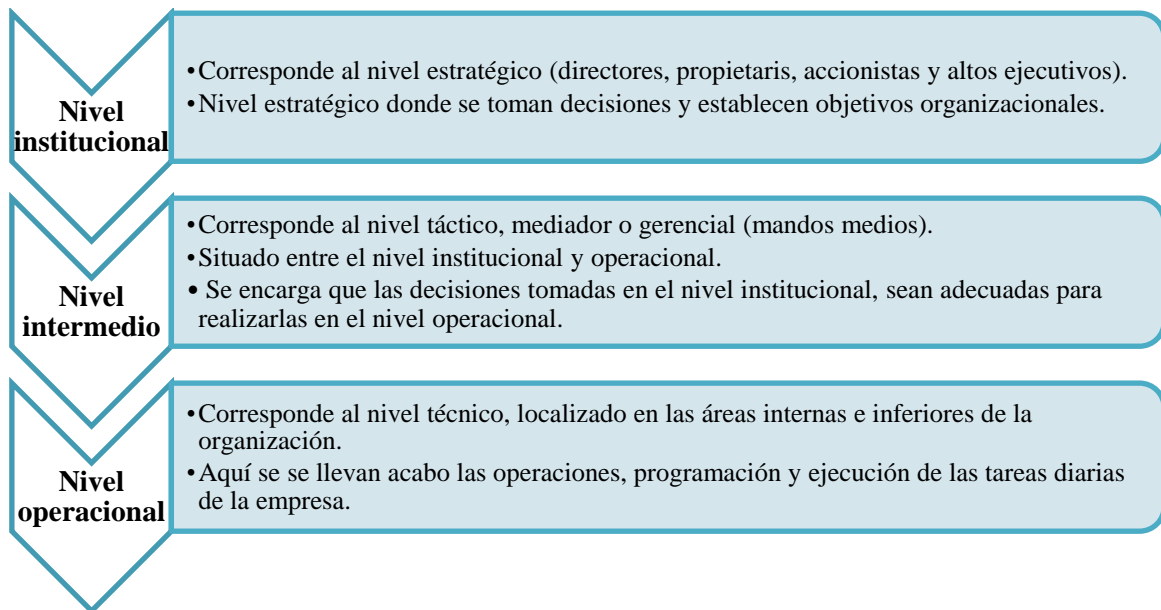 Nivel
institucional
•Corresponde al nivel estratégico (directores, propietaris, accionistas y altos ejecutivos).
•Nivel estratégico donde se toman decisiones y establecen objetivos organizacionales.
Nivel
intermedio
•Corresponde al nivel táctico, mediador o gerencial (mandos medios).
•Situado entre el nivel institucional y operacional.
• Se encarga que las decisiones tomadas en el nivel institucional, sean adecuadas para
realizarlas en el nivel operacional.
Nivel
operacional
•Corresponde al nivel técnico, localizado en las áreas internas e inferiores de la
organización.
•Aquí se se llevan acabo las operaciones, programación y ejecución de las tareas diarias
de la empresa.